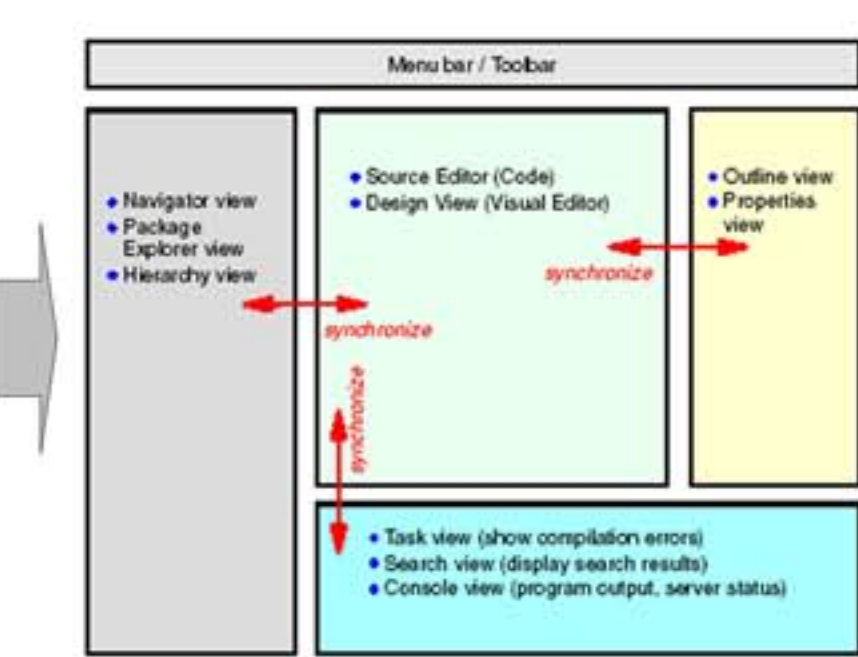 Menu bar / Toolbar
Navigator view
Package
Explorer view
Hierarchy view
Source Editor (Code)
Design View (Visual Editor)
synchronize
synchronize
synchronize
Outline view
Properties
view
Task view (show compilation errors)
Search view (display search results)
Console view (program output, server status)